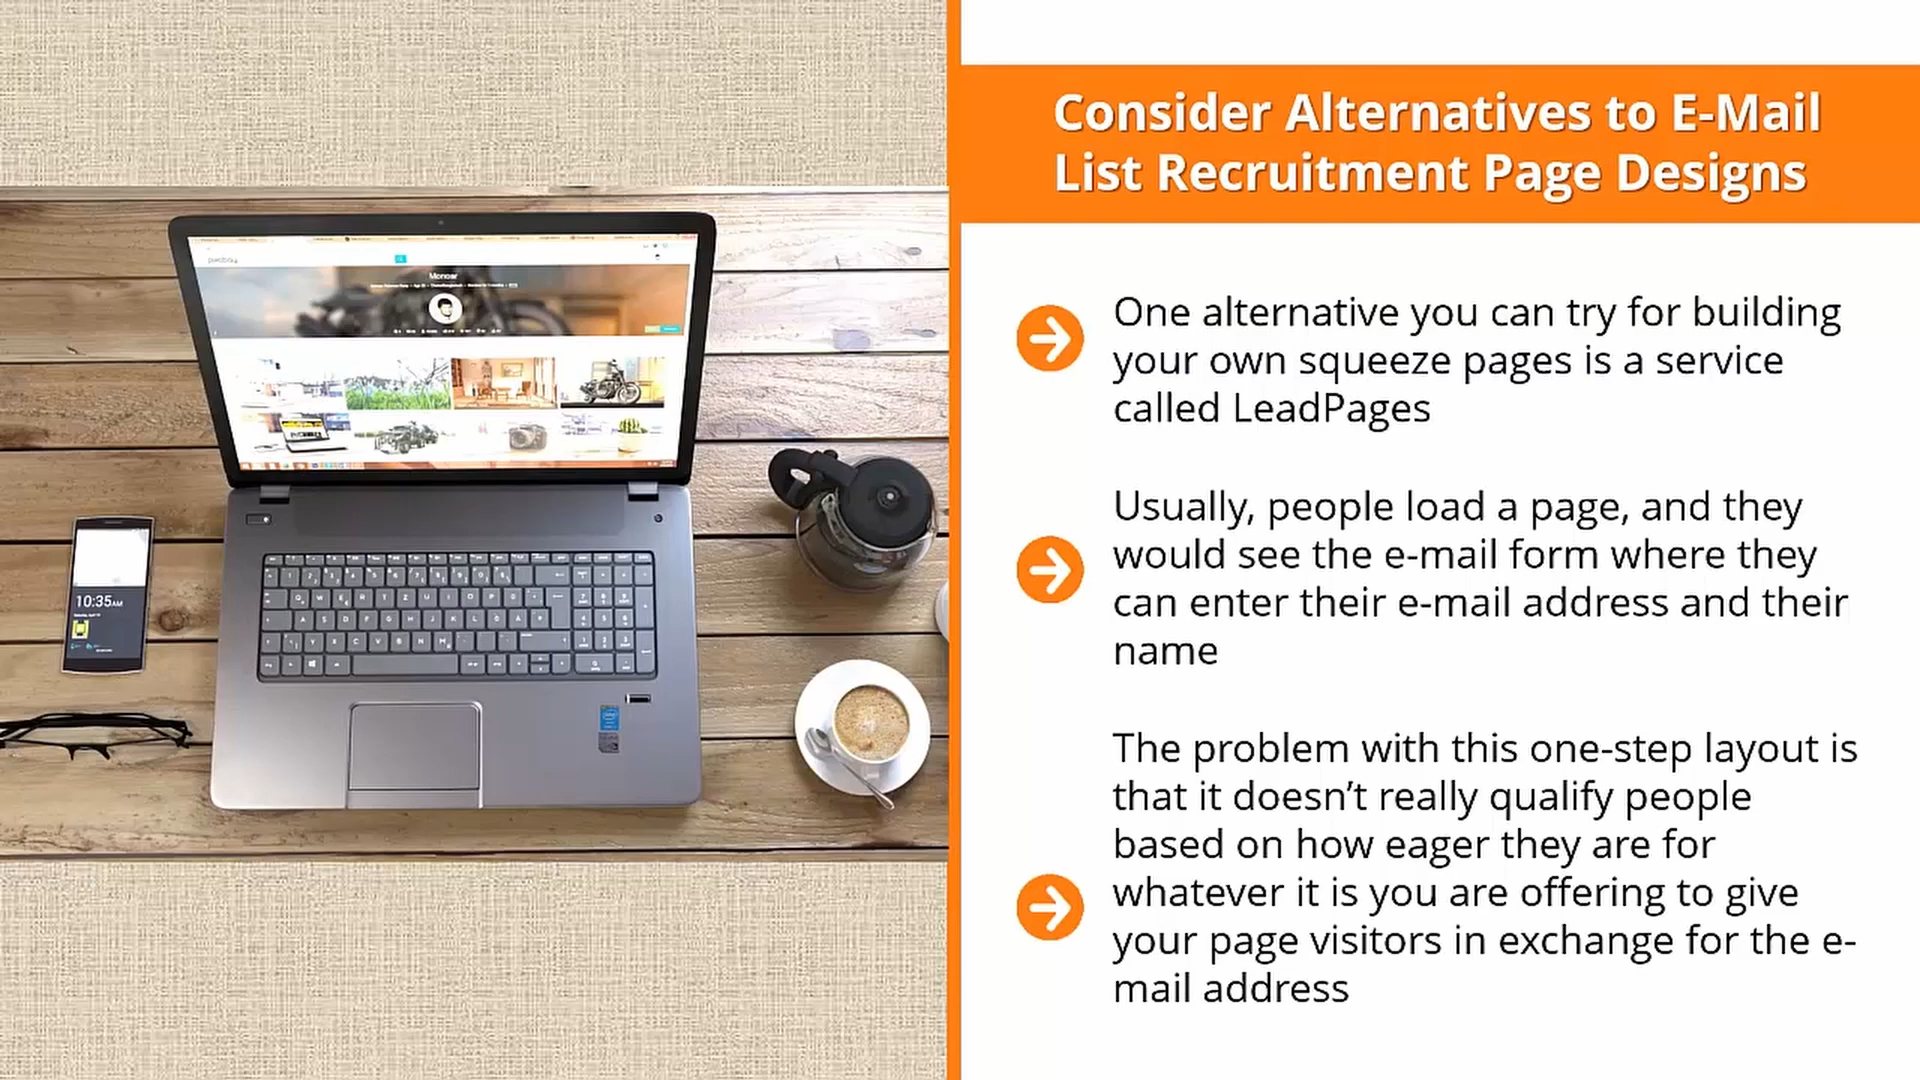 Consider Alternatives to E-Mail
List Recruitment Page Designs
One alternative you can try for building
your own squeeze pages is a service
called LeadPages
Usually, people load a page, and they
would see the e-mail form where they
can enter their e-mail address and their
name
The problem with this one-step layout is
that it doesn’t really qualify people
based on how eager they are for
whatever it is you are offering to give
your page visitors in exchange for the e-
mail address
Monoar
10:35AM